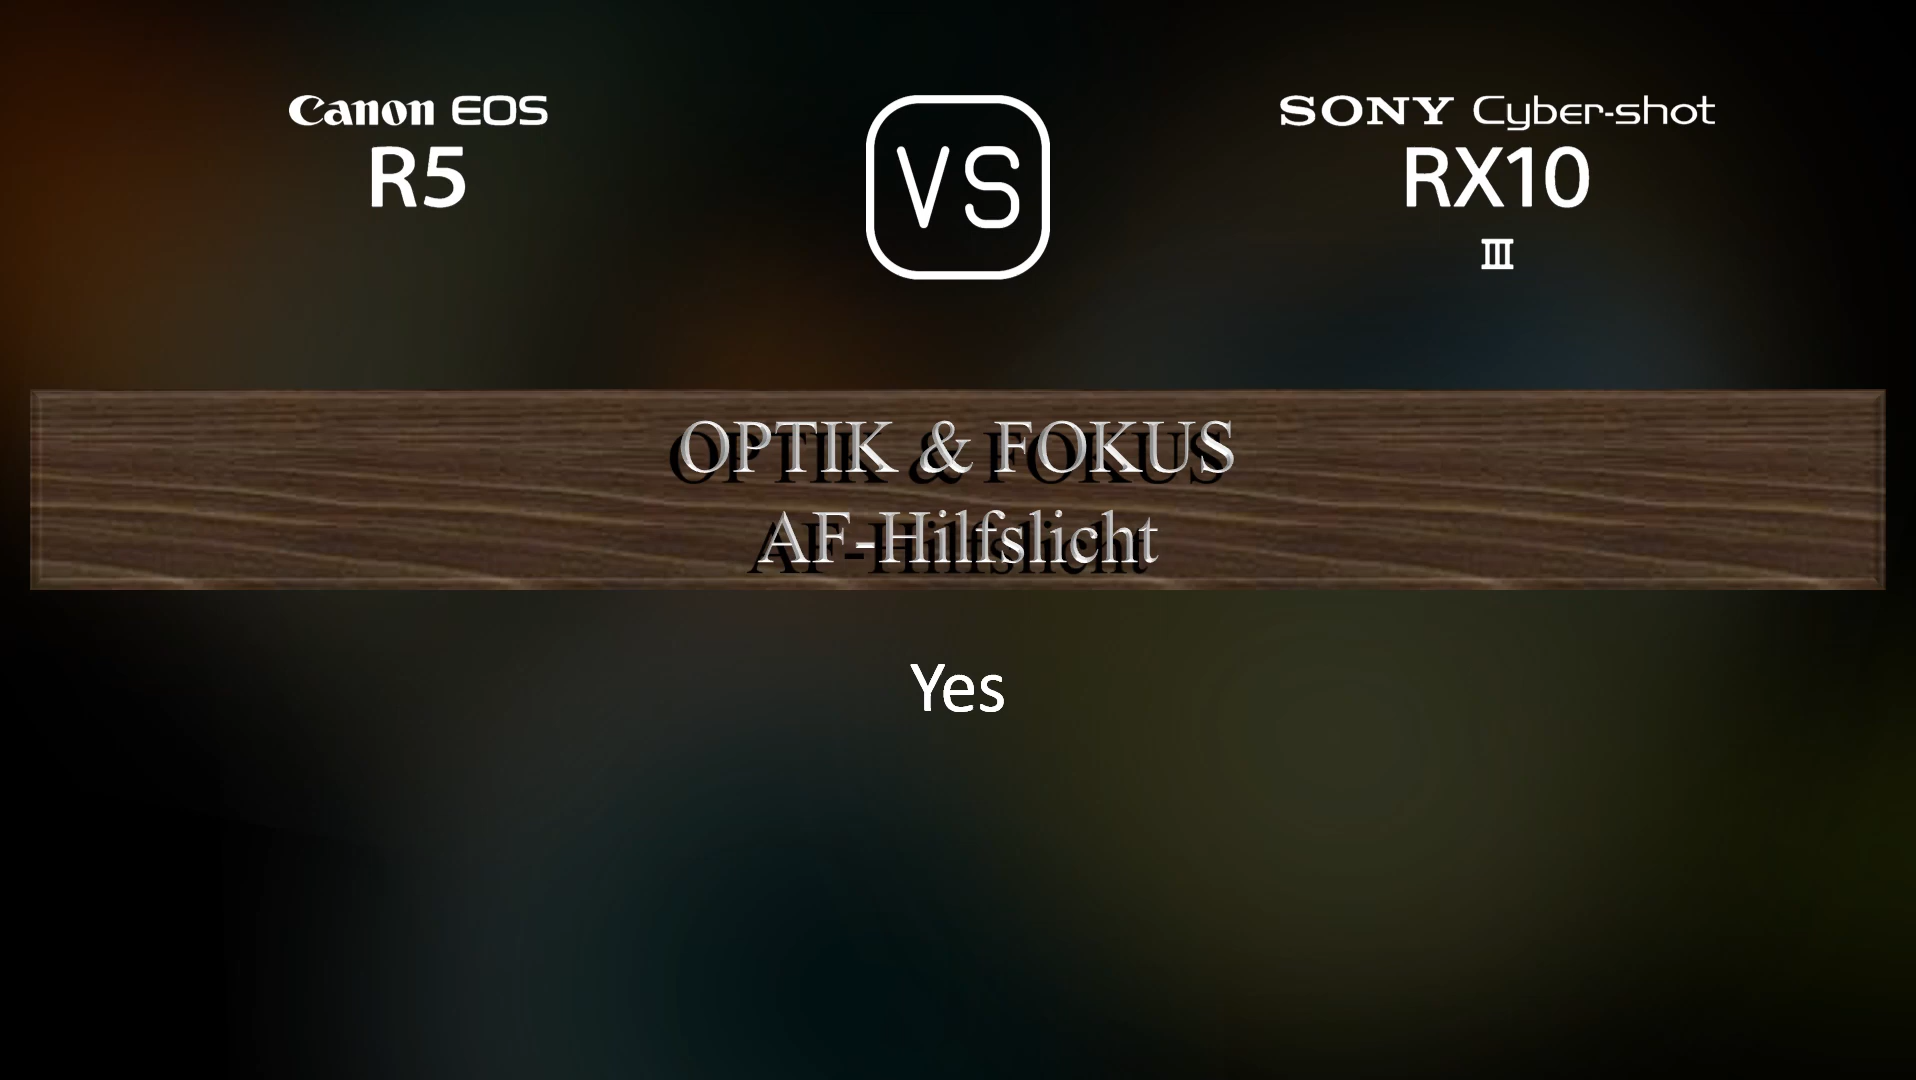 Canon EOS
R5
VS
SONY Cyber-shot
RX10
III
OPTIK & FOKUS
AF-Hilfslicht
Yes